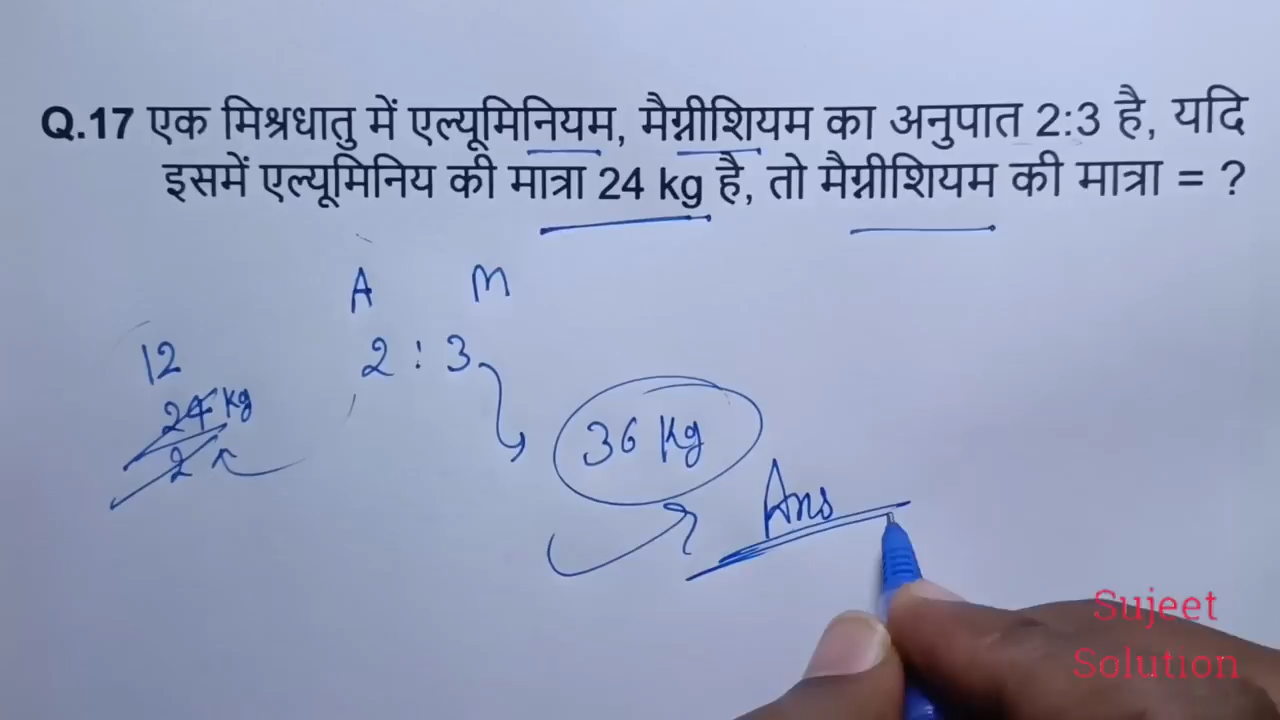 Q.17 एक मिश्रधातु में एल्यूमिनियम, मैग्नीशियम का अनुपात 2:3 है, यदि
इसमें एल्यूमिनिय की मात्रा 24 kg है, तो मैग्नीशियम की मात्रा = ?
A M
2 : 3
12
24 kg
2
36 kg
Ans
Sujeet
Solution